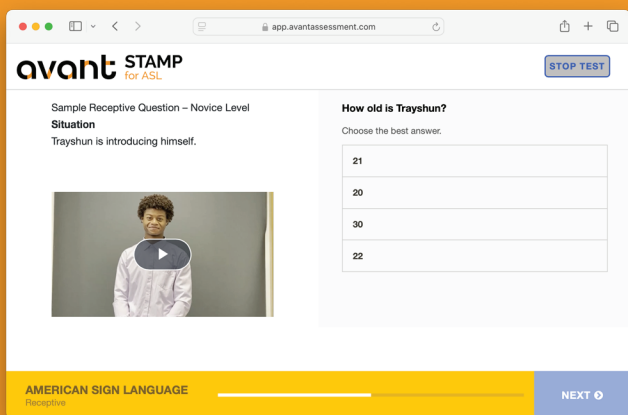 app.avantassessment.com
avant STAMP
for ASL
STOP TEST
Sample Receptive Question – Novice Level
Situation
Trayshun is introducing himself.
How old is Trayshun?
Choose the best answer.
21
20
30
22
AMERICAN SIGN LANGUAGE
Receptive
NEXT